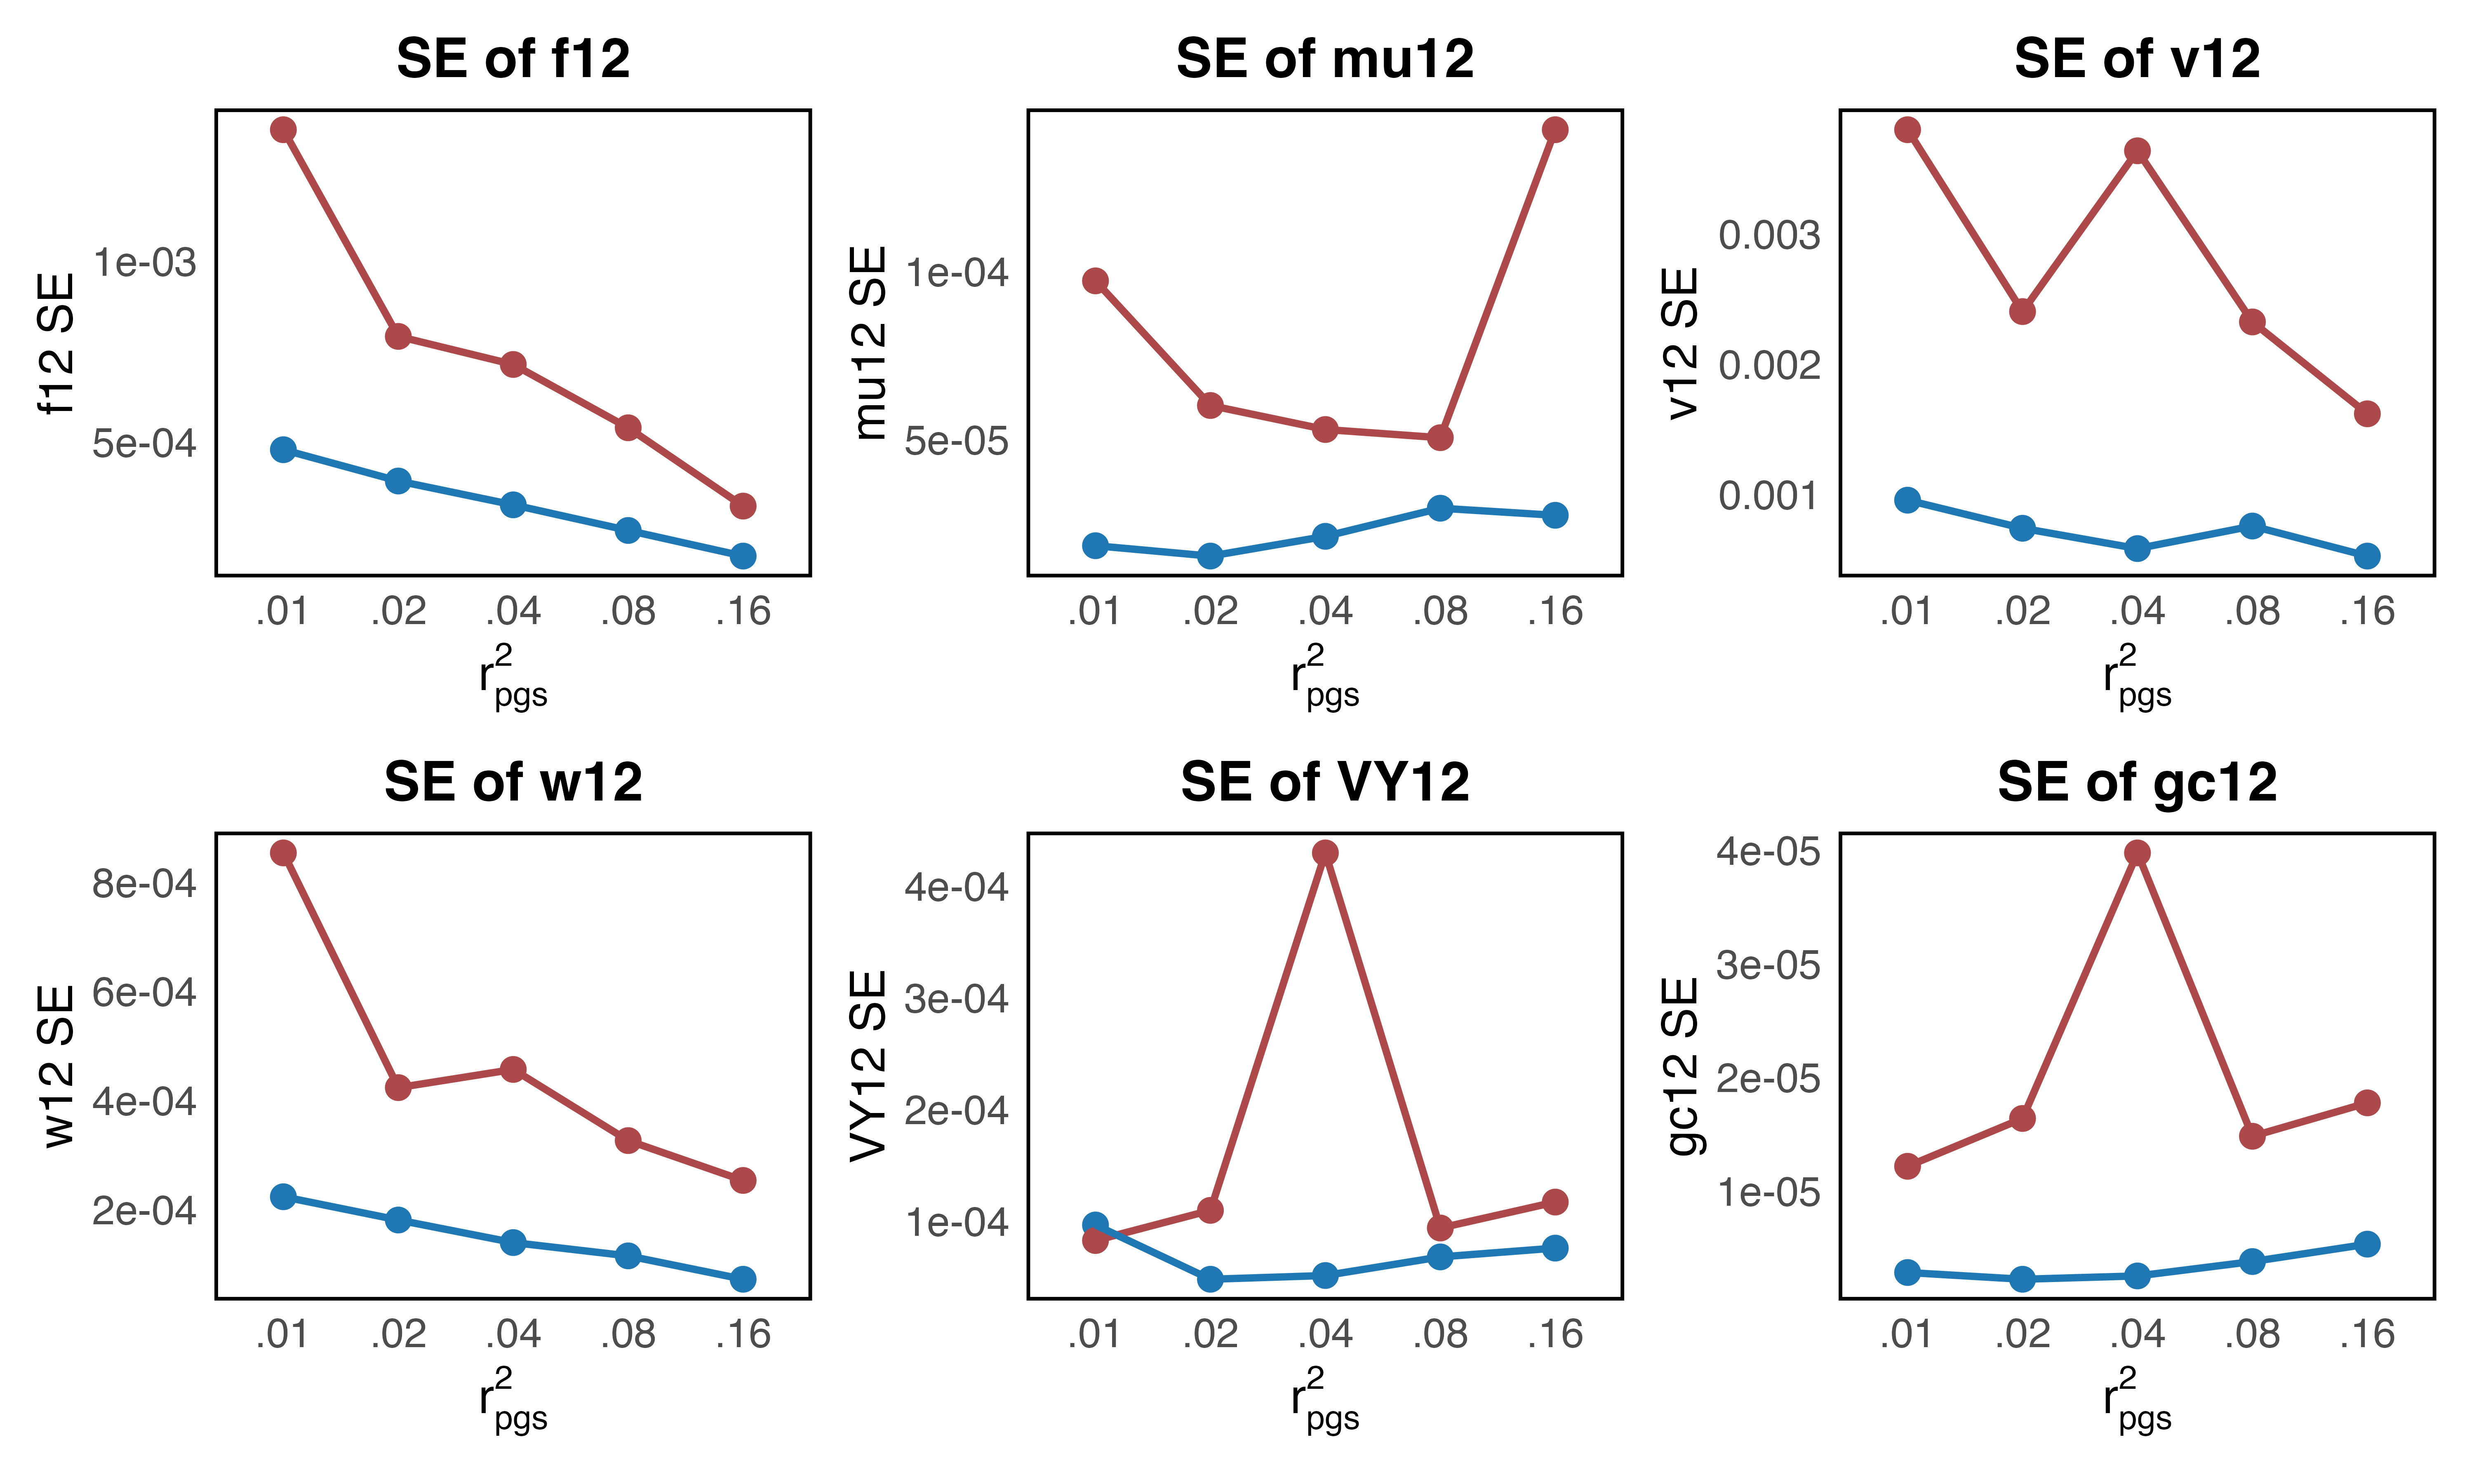 SE of f12
f12 SE
1e-03
5e-04
.01 .02 .04 .08 .16
r²pgs
SE of mu12
mu12 SE
1e-04
5e-05
.01 .02 .04 .08 .16
r²pgs
SE of v12
v12 SE
0.003
0.002
0.001
.01 .02 .04 .08 .16
r²pgs
SE of w12
w12 SE
8e-04
6e-04
4e-04
2e-04
.01 .02 .04 .08 .16
r²pgs
SE of VY12
VY12 SE
4e-04
3e-04
2e-04
1e-04
.01 .02 .04 .08 .16
r²pgs
SE of gc12
gc12 SE
4e-05
3e-05
2e-05
1e-05
.01 .02 .04 .08 .16
r²pgs